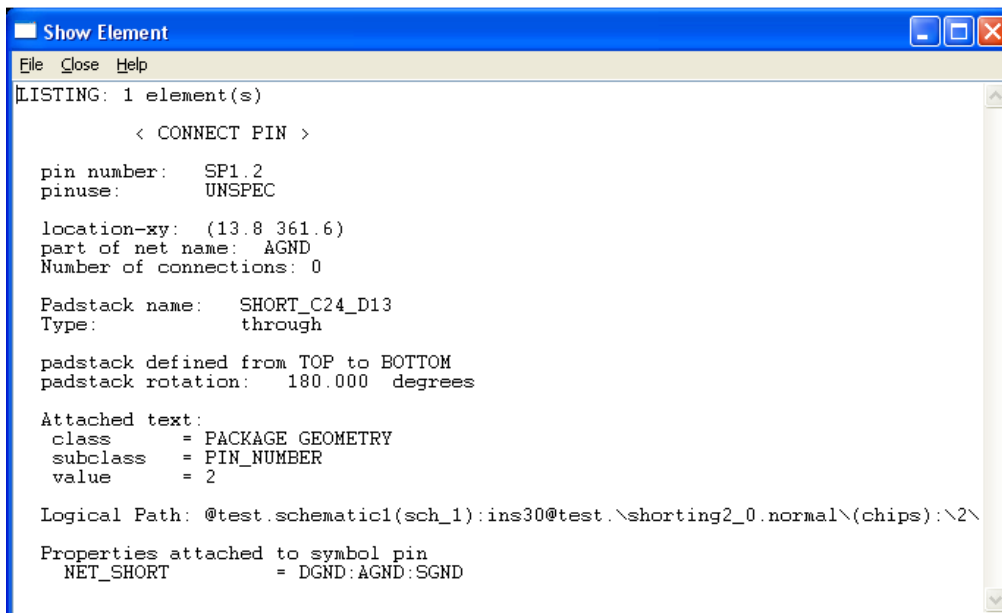 Show Element
File Close Help
LISTING: 1 element(s)
< CONNECT PIN >
pin number: SP1.2
pinuse: UNSPEC
location-xy: (13.8 361.6)
part of net name: AGND
Number of connections: 0
Padstack name: SHORT_C24_D13
Type: through
padstack defined from TOP to BOTTOM
padstack rotation: 180.000 degrees
Attached text:
class = PACKAGE GEOMETRY
subclass = PIN_NUMBER
value = 2
Logical Path: @test.schematic1(sch_1):ins30@test.\shorting2_0.normal\(chips):\2\
Properties attached to symbol pin
NET_SHORT = DGND:AGND:SGND